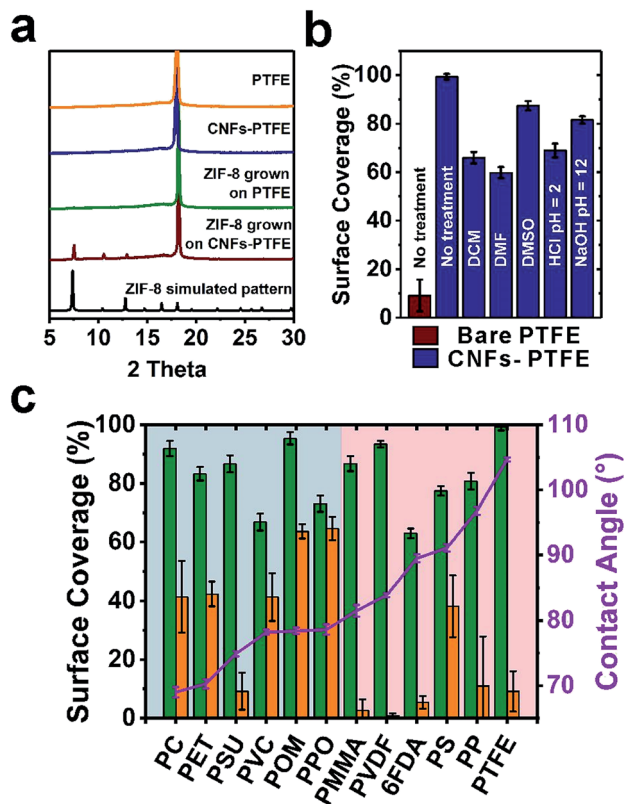 a
PTFE
CNFs-PTFE
ZIF-8 grown
on PTFE
ZIF-8 grown
on CNFs-PTFE
ZIF-8 simulated pattern
5 10 15 20 25 30
2 Theta
b
Surface Coverage (%)
100
80
60
40
20
0
No treatment
No treatment
DCM
DMF
DMSO
HCl pH = 2
NaOH pH = 12
Bare PTFE
CNFs- PTFE
c
Surface Coverage (%)
100
80
60
40
20
0
Contact Angle (°)
110
100
90
80
70
PC
PET
PSU
PVC
POM
PPO
PMMA
PVDF
6FDA
PS
PP
PTFE